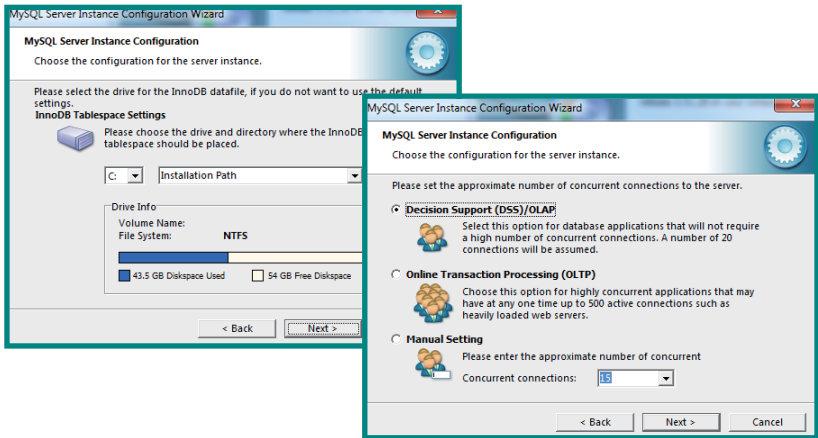 MySQL Server Instance Configuration Wizard
MySQL Server Instance Configuration
Choose the configuration for the server instance.
Please select the drive for the InnoDB datafile, if you do not want to use the default
settings.
InnoDB Tablespace Settings
Please choose the drive and directory where the InnoDB
tablespace should be placed.
C:
Installation Path
Drive Info
Volume Name:
File System: NTFS
43.5 GB Diskspace Used
54 GB Free Diskspace
< Back
Next >
MySQL Server Instance Configuration Wizard
MySQL Server Instance Configuration
Choose the configuration for the server instance.
Please set the approximate number of concurrent connections to the server.
Decision Support (DSS)/OLAP
Select this option for database applications that will not require
a high number of concurrent connections. A number of 20
connections will be assumed.
Online Transaction Processing (OLTP)
Choose this option for highly concurrent applications that may
have at any one time up to 500 active connections such as
heavily loaded web servers.
Manual Setting
Please enter the approximate number of concurrent
Concurrent connections: 15
< Back
Next >
Cancel